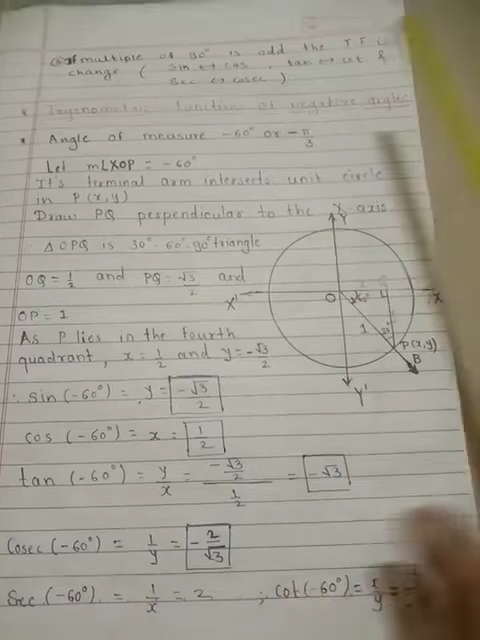 If multiple of 90° is add the T.F is
change ( sin ↔ cos , tan ↔ cot &
sec ↔ cosec )
* Trigonometric functions of negative angles:
* Angle of measure -60° or -π/3
Let m∠XOP = -60°
It's terminal arm intersects unit circle
in P(x,y)
Draw PQ perpendicular to the X-axis
∴ ΔOPQ is 30°-60°-90° triangle
OQ = 1/2 and PQ = √3/2 and
OP = 1
As P lies in the fourth
quadrant, x = 1/2 and y = -√3/2
∴ sin(-60°) = y = -√3/2
cos(-60°) = x = 1/2
tan(-60°) = y/x = (-√3/2)/(1/2) = -√3
Cosec(-60°) = 1/y = -2/√3
Sec(-60°) = 1/x = 2 ; cot(-60°) = x/y =
Y
X'
O
X
1
30°
P(x,y)
B
Y'